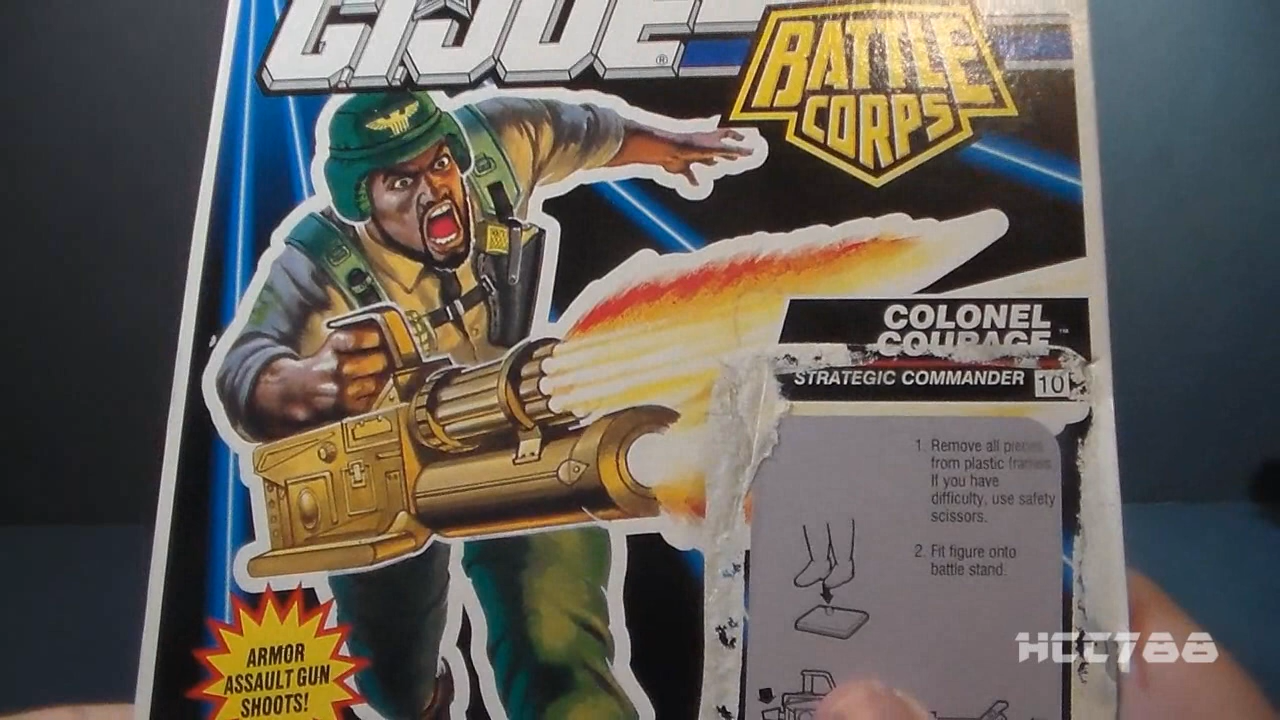 G.I. JOE®
BATTLE
CORPS
COLONEL
COURAGE™
STRATEGIC COMMANDER 10
1. Remove all pieces
from plastic frames.
If you have
difficulty, use safety
scissors.
2. Fit figure onto
battle stand.
ARMOR
ASSAULT GUN
SHOOTS!
HCC788